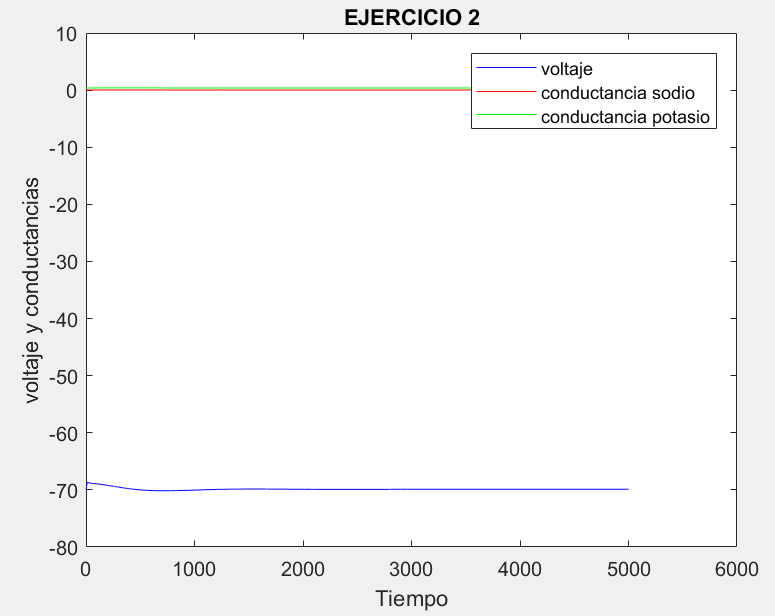 EJERCICIO 2
voltaje y conductancias
10
0
-10
-20
-30
-40
-50
-60
-70
-80
voltaje
conductancia sodio
conductancia potasio
0 1000 2000 3000 4000 5000 6000
Tiempo